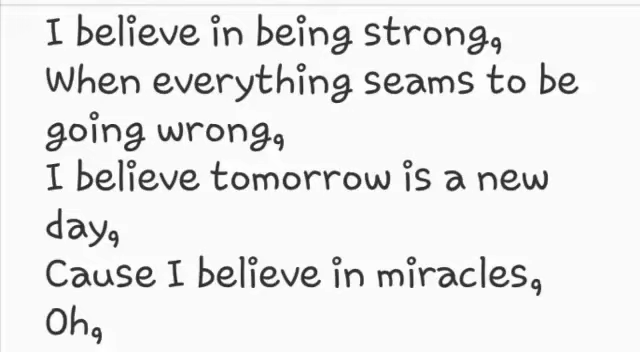 I believe in being strong,
When everything seams to be
going wrong,
I believe tomorrow is a new
day,
Cause I believe in miracles,
Oh,